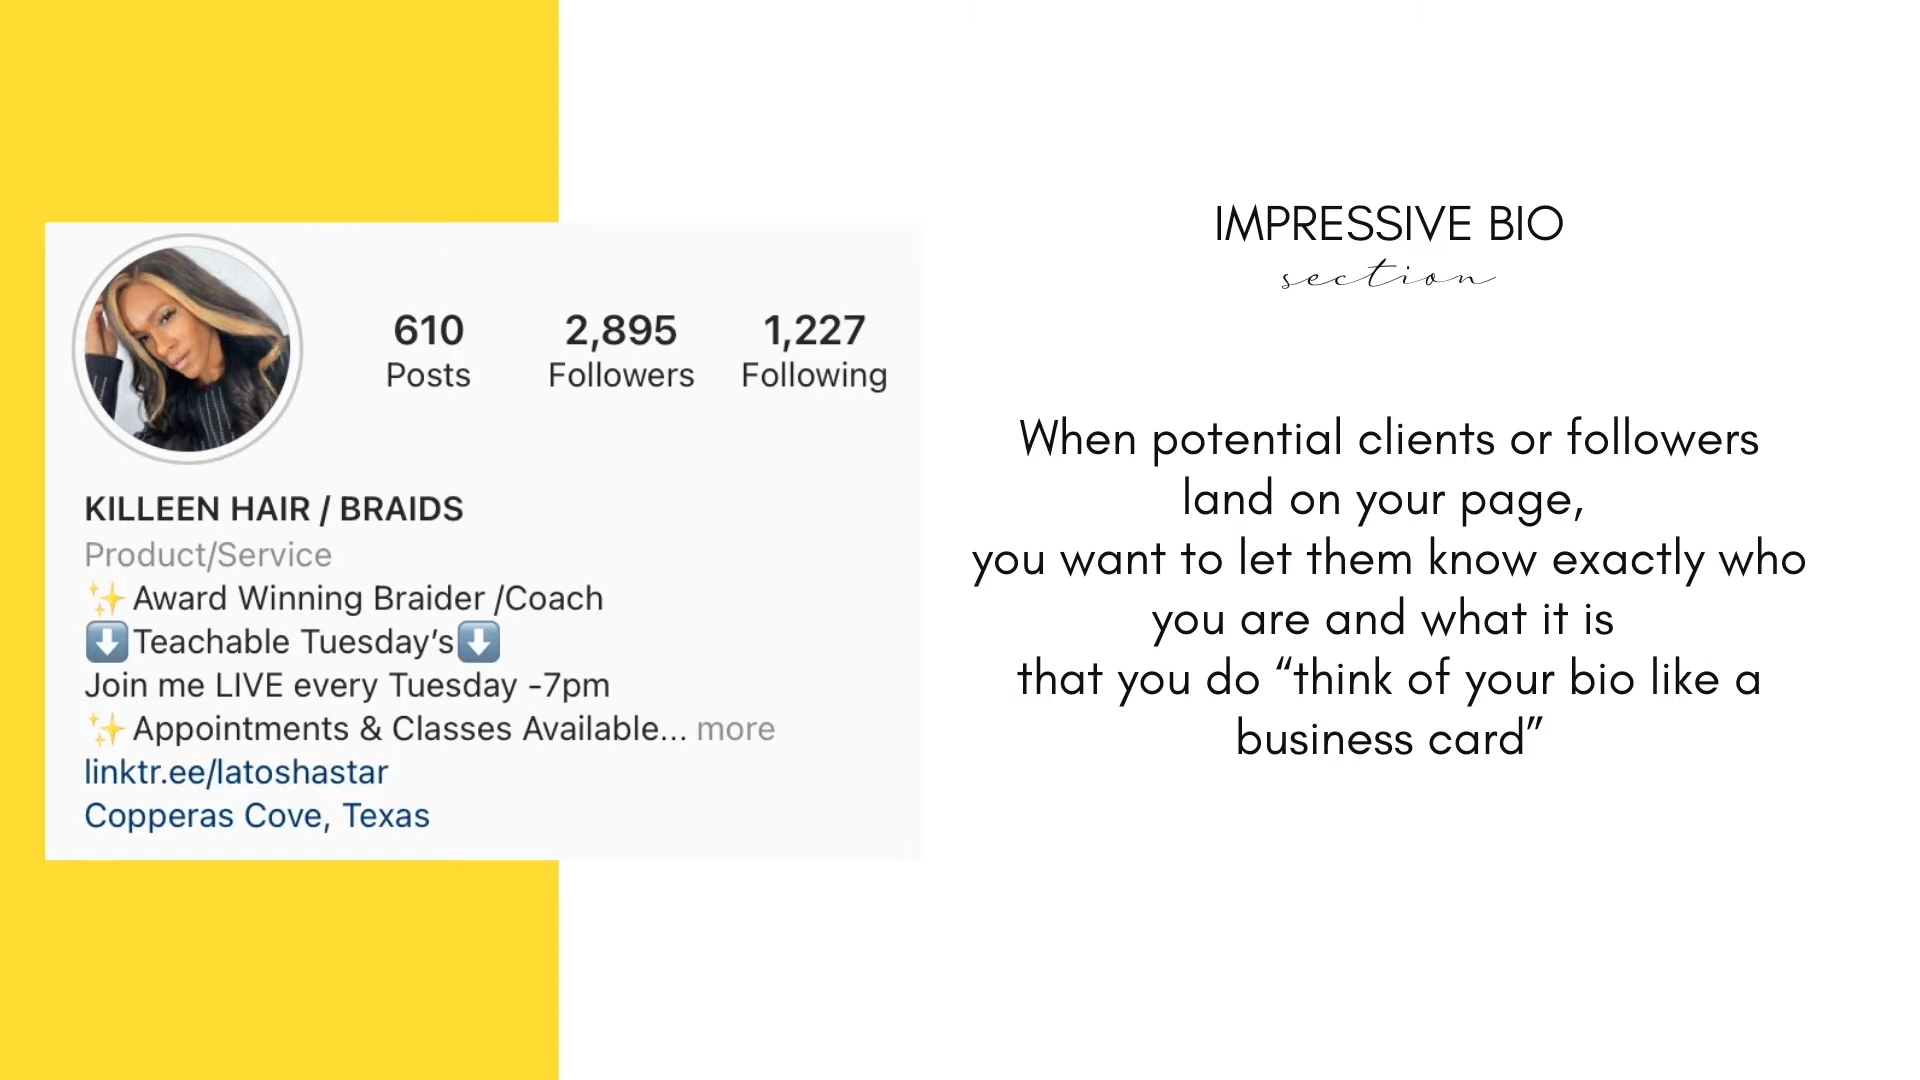 610 2,895 1,227
Posts Followers Following
KILLEEN HAIR / BRAIDS
Product/Service
✨Award Winning Braider /Coach
⬇️Teachable Tuesday’s⬇️
Join me LIVE every Tuesday -7pm
✨Appointments & Classes Available... more
linktr.ee/latoshastar
Copperas Cove, Texas
IMPRESSIVE BIO
section
When potential clients or followers
land on your page,
you want to let them know exactly who
you are and what it is
that you do “think of your bio like a
business card”